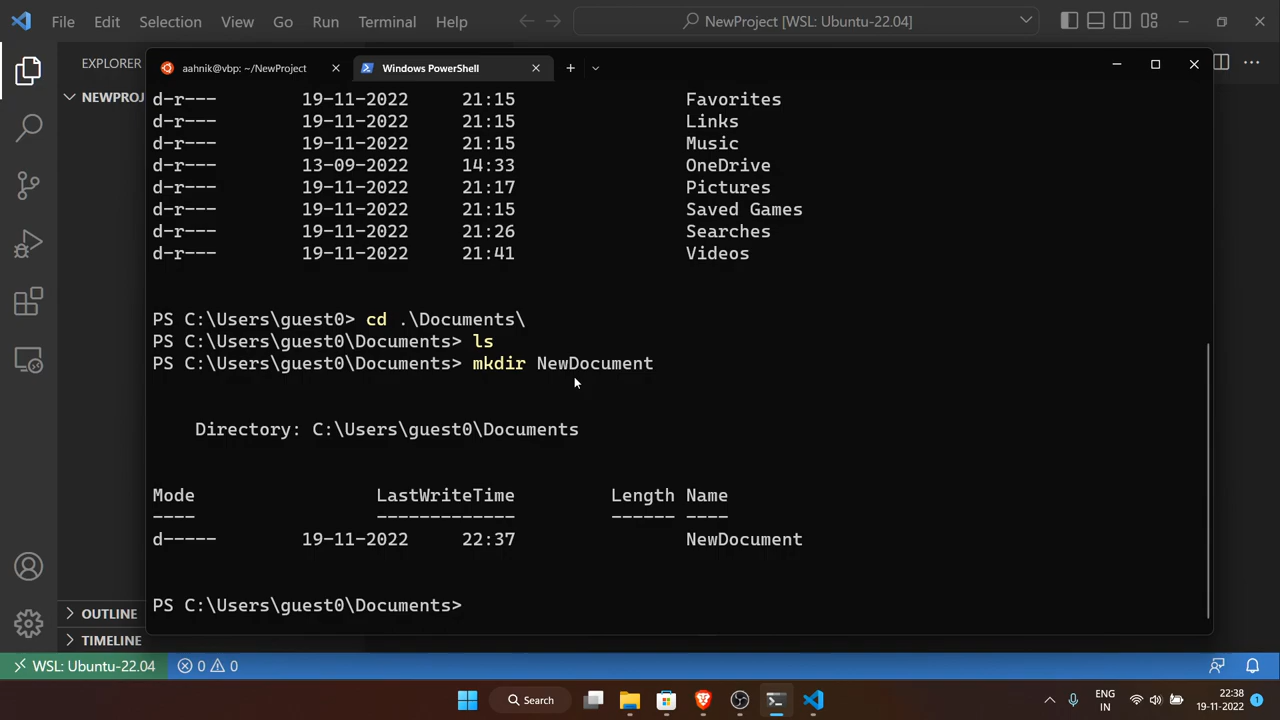 File Edit Selection View Go Run Terminal Help
NewProject [WSL: Ubuntu-22.04]
EXPLORER
NEWPROJ
aahnik@vbp: ~/NewProject
Windows PowerShell
d-r--- 19-11-2022 21:15 Favorites
d-r--- 19-11-2022 21:15 Links
d-r--- 19-11-2022 21:15 Music
d-r--- 13-09-2022 14:33 OneDrive
d-r--- 19-11-2022 21:17 Pictures
d-r--- 19-11-2022 21:15 Saved Games
d-r--- 19-11-2022 21:26 Searches
d-r--- 19-11-2022 21:41 Videos
PS C:\Users\guest0> cd .\Documents\
PS C:\Users\guest0\Documents> ls
PS C:\Users\guest0\Documents> mkdir NewDocument
Directory: C:\Users\guest0\Documents
Mode LastWriteTime Length Name
---- ------------- ------ ----
d----- 19-11-2022 22:37 NewDocument
PS C:\Users\guest0\Documents>
OUTLINE
TIMELINE
WSL: Ubuntu-22.04 0 0
Search
ENG
IN
22:38
19-11-2022
1